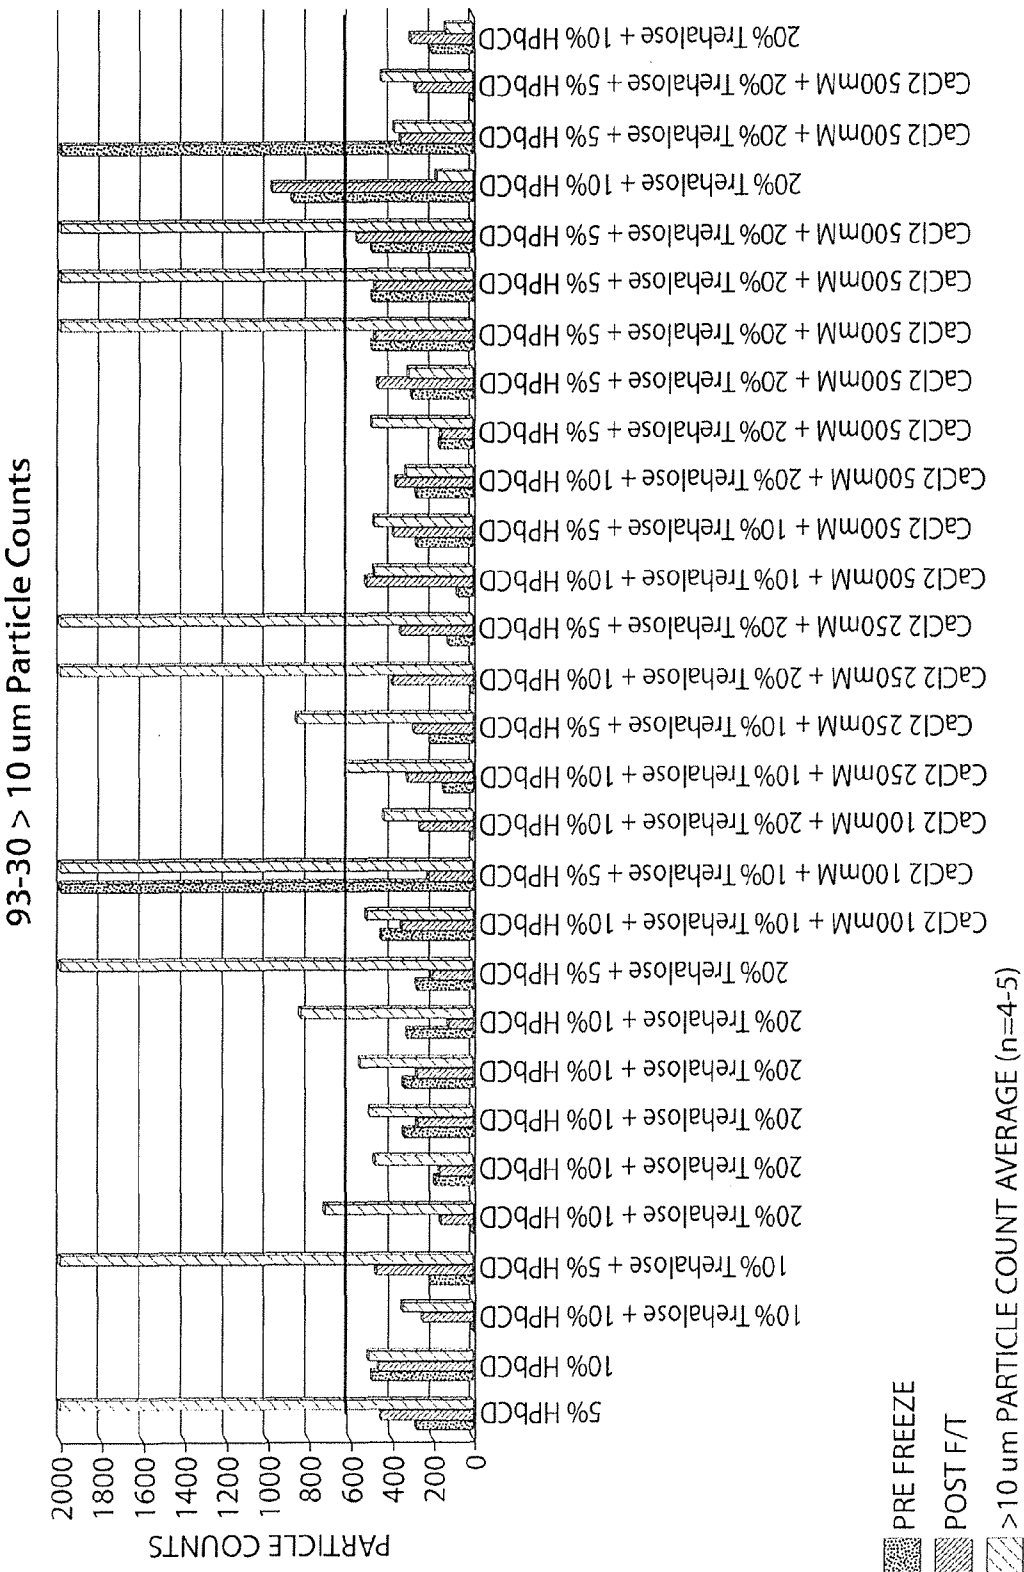 93-30 > 10 um Particle Counts
PARTICLE COUNTS
2000
1800
1600
1400
1200
1000
800
600
400
200
0
5% HPbCD
10% HPbCD
10% Trehalose + 10% HPbCD
10% Trehalose + 5% HPbCD
20% Trehalose + 10% HPbCD
20% Trehalose + 10% HPbCD
20% Trehalose + 10% HPbCD
20% Trehalose + 10% HPbCD
20% Trehalose + 10% HPbCD
20% Trehalose + 5% HPbCD
CaCl2 100mM + 10% Trehalose + 10% HPbCD
CaCl2 100mM + 10% Trehalose + 5% HPbCD
CaCl2 100mM + 20% Trehalose + 10% HPbCD
CaCl2 250mM + 10% Trehalose + 10% HPbCD
CaCl2 250mM + 10% Trehalose + 5% HPbCD
CaCl2 250mM + 20% Trehalose + 10% HPbCD
CaCl2 250mM + 20% Trehalose + 5% HPbCD
CaCl2 500mM + 10% Trehalose + 10% HPbCD
CaCl2 500mM + 10% Trehalose + 5% HPbCD
CaCl2 500mM + 20% Trehalose + 10% HPbCD
CaCl2 500mM + 20% Trehalose + 5% HPbCD
CaCl2 500mM + 20% Trehalose + 5% HPbCD
CaCl2 500mM + 20% Trehalose + 5% HPbCD
CaCl2 500mM + 20% Trehalose + 5% HPbCD
CaCl2 500mM + 20% Trehalose + 5% HPbCD
20% Trehalose + 10% HPbCD
CaCl2 500mM + 20% Trehalose + 5% HPbCD
CaCl2 500mM + 20% Trehalose + 5% HPbCD
20% Trehalose + 10% HPbCD
PRE FREEZE
POST F/T
>10 um PARTICLE COUNT AVERAGE (n=4-5)